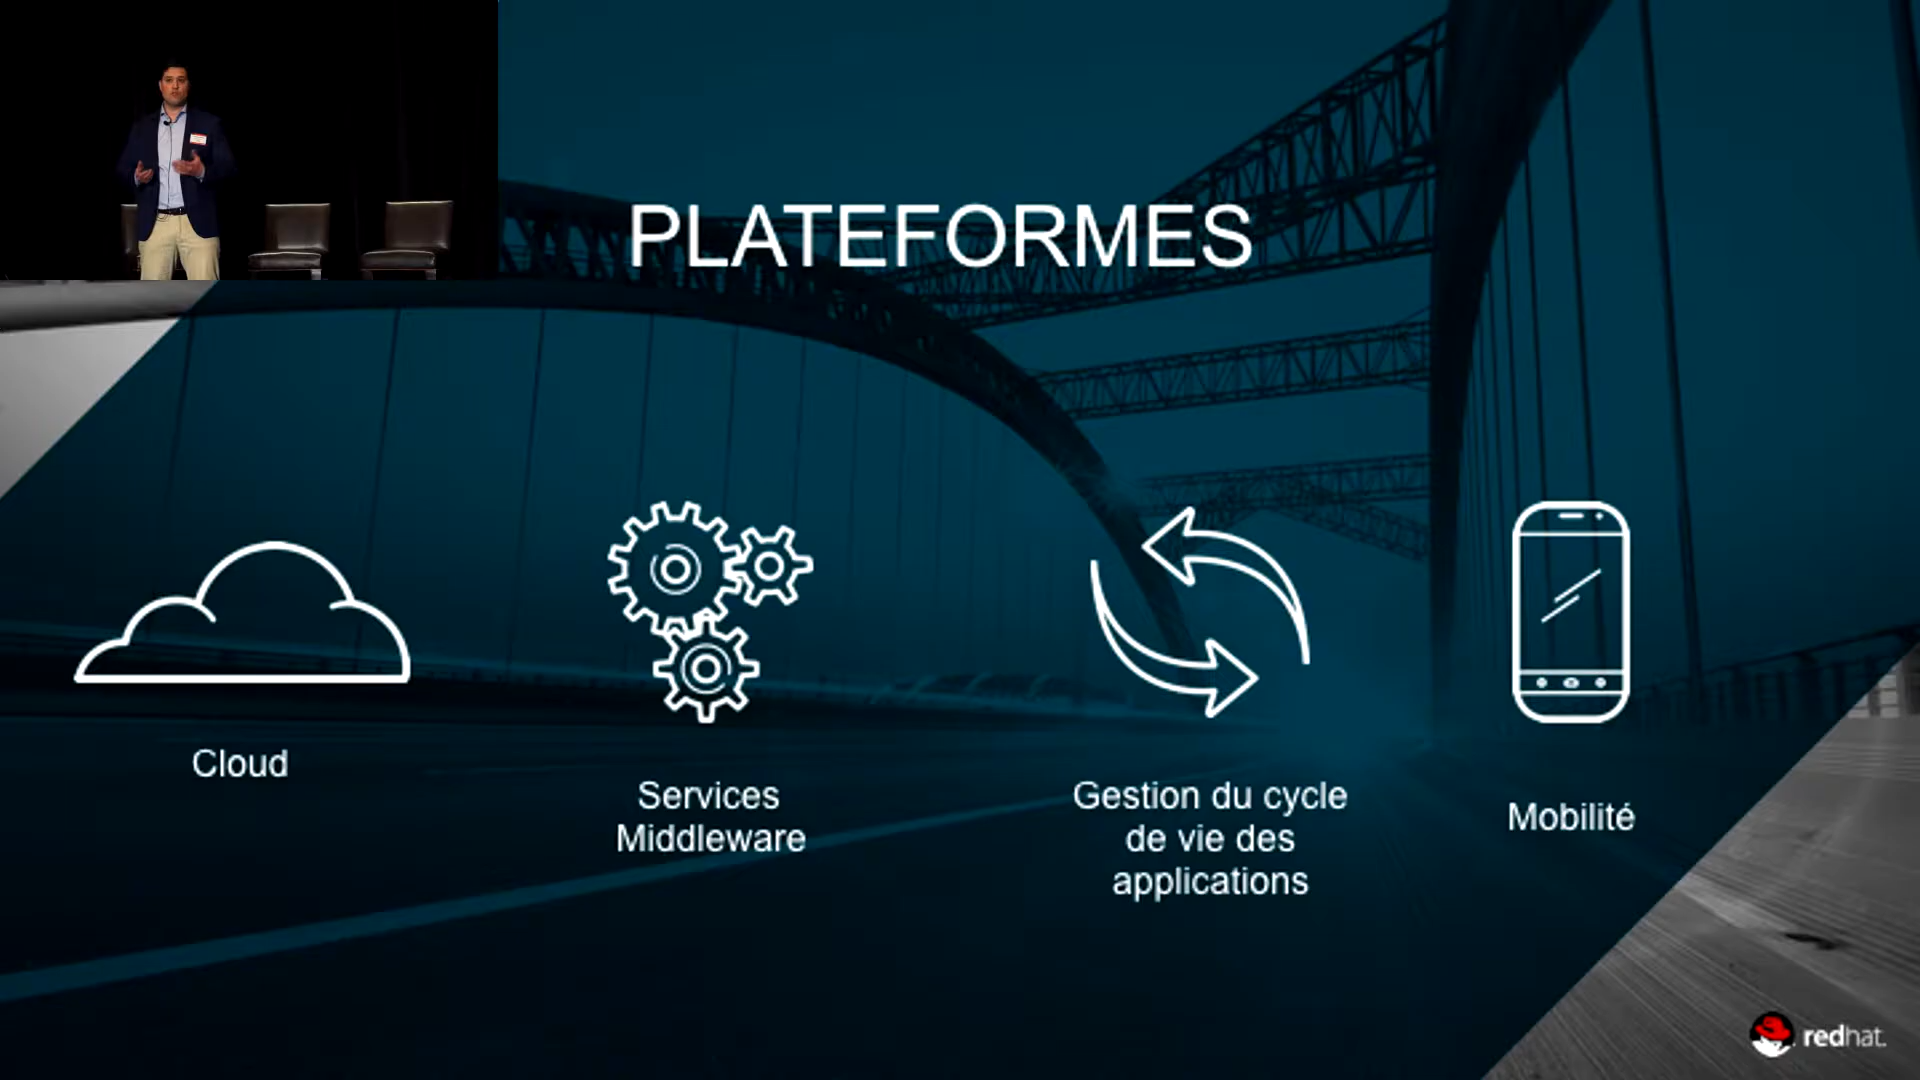 PLATEFORMES
Cloud
Services
Middleware
Gestion du cycle
de vie des
applications
Mobilité
redhat.